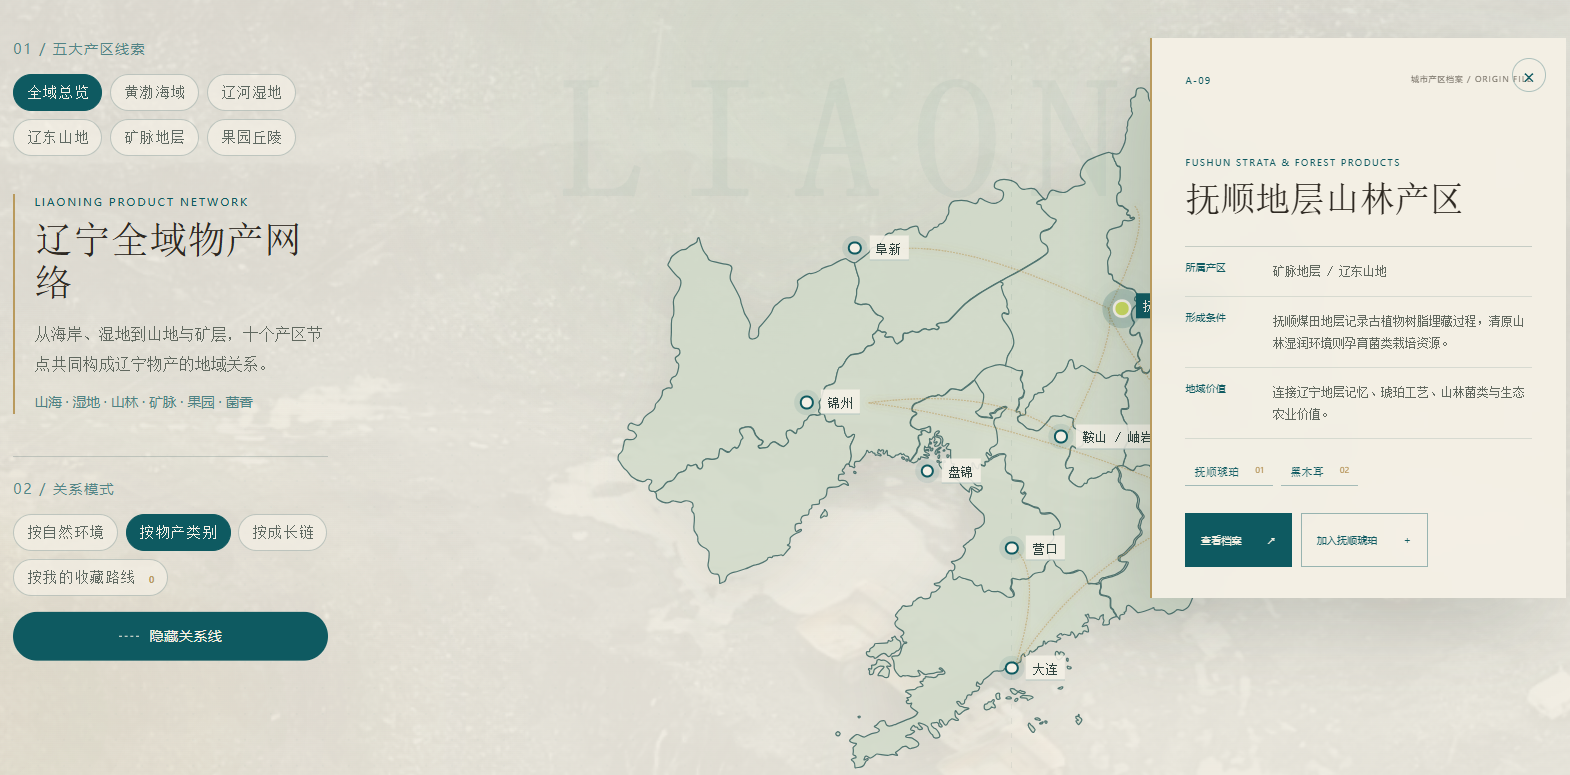 01 / 五大产区线索
全域总览
黄渤海域
辽河湿地
辽东山地
矿脉地层
果园丘陵
LIAONING PRODUCT NETWORK
辽宁全域物产网
络
从海岸、湿地到山地与矿层，十个产区节
点共同构成辽宁物产的地域关系。
山海 · 湿地 · 山林 · 矿脉 · 果园 · 菌香
02 / 关系模式
按自然环境
按物产类别
按成长链
按我的收藏路线 0
---- 隐藏关系线
LIAON
阜新
锦州
鞍山 / 岫岩
盘锦
营口
大连
A-09
城市产区档案 / ORIGIN FILE
×
FUSHUN STRATA & FOREST PRODUCTS
抚顺地层山林产区
所属产区
矿脉地层 / 辽东山地
形成条件
抚顺煤田地层记录古植物树脂埋藏过程，清原山
林湿润环境则孕育菌类栽培资源。
地域价值
连接辽宁地层记忆、琥珀工艺、山林菌类与生态
农业价值。
抚顺琥珀 01
黑木耳 02
查看档案 ↗
加入抚顺琥珀 +